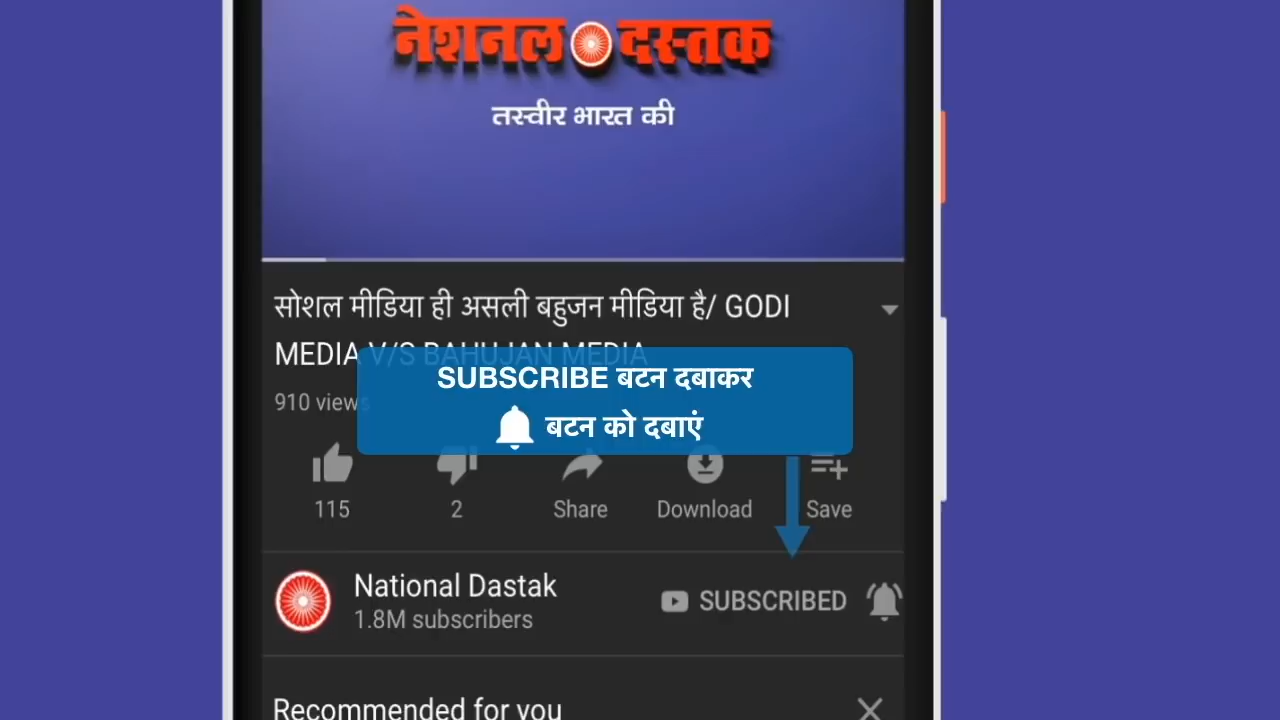 नेशनल दस्तक
तस्वीर भारत की
सोशल मीडिया ही असली बहुजन मीडिया है/ GODI
MEDIA V/S BAHUJAN MEDIA
910 views
SUBSCRIBE बटन दबाकर
बटन को दबाएं
115
2
Share
Download
Save
National Dastak
1.8M subscribers
SUBSCRIBED
Recommended for you